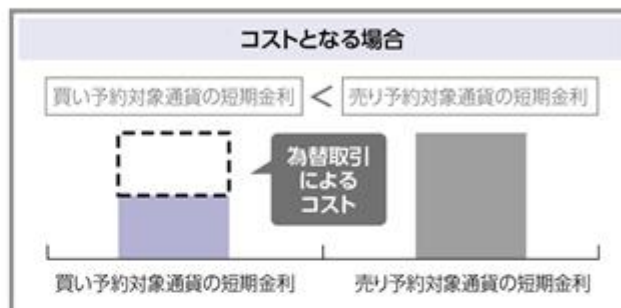 コストとなる場合
買い予約対象通貨の短期金利 < 売り予約対象通貨の短期金利
為替取引
による
コスト
買い予約対象通貨の短期金利 売り予約対象通貨の短期金利